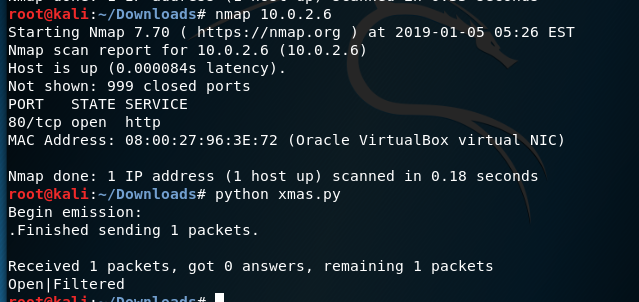 root@kali:~/Downloads# nmap 10.0.2.6
Starting Nmap 7.70 ( https://nmap.org ) at 2019-01-05 05:26 EST
Nmap scan report for 10.0.2.6 (10.0.2.6)
Host is up (0.000084s latency).
Not shown: 999 closed ports
PORT   STATE SERVICE
80/tcp open  http
MAC Address: 08:00:27:96:3E:72 (Oracle VirtualBox virtual NIC)

Nmap done: 1 IP address (1 host up) scanned in 0.18 seconds
root@kali:~/Downloads# python xmas.py
Begin emission:
.Finished sending 1 packets.

Received 1 packets, got 0 answers, remaining 1 packets
Open|Filtered
root@kali:~/Downloads#